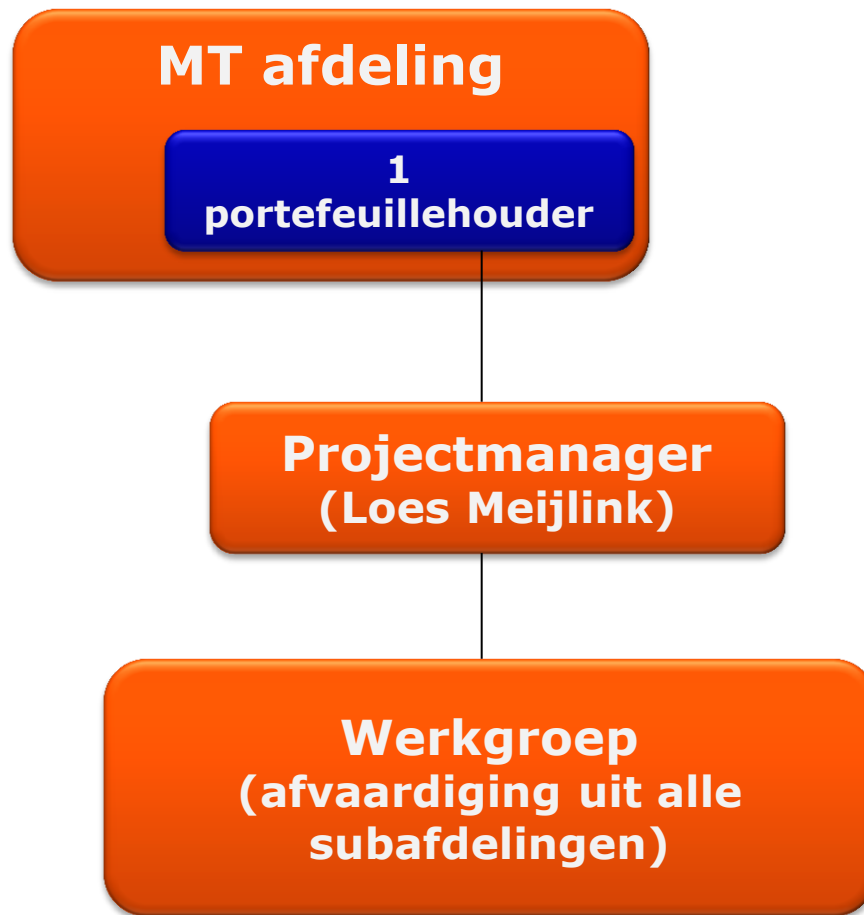 MT afdeling
1
portefeuillehouder
Projectmanager
(Loes Meijlink)
Werkgroep
(afvaardiging uit alle
subafdelingen)